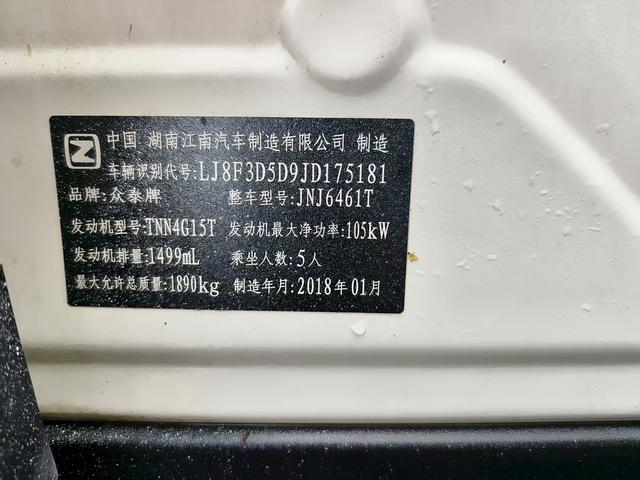 中国 湖南江南汽车制造有限公司 制造
车辆识别代号:LJ8F3D5D9JD175181
品牌:众泰牌 整车型号:JNJ6461T
发动机型号:TNN4G15T 发动机最大净功率:105kW
发动机排量:1499mL 乘坐人数:5人
最大允许总质量:1890kg 制造年月:2018年01月